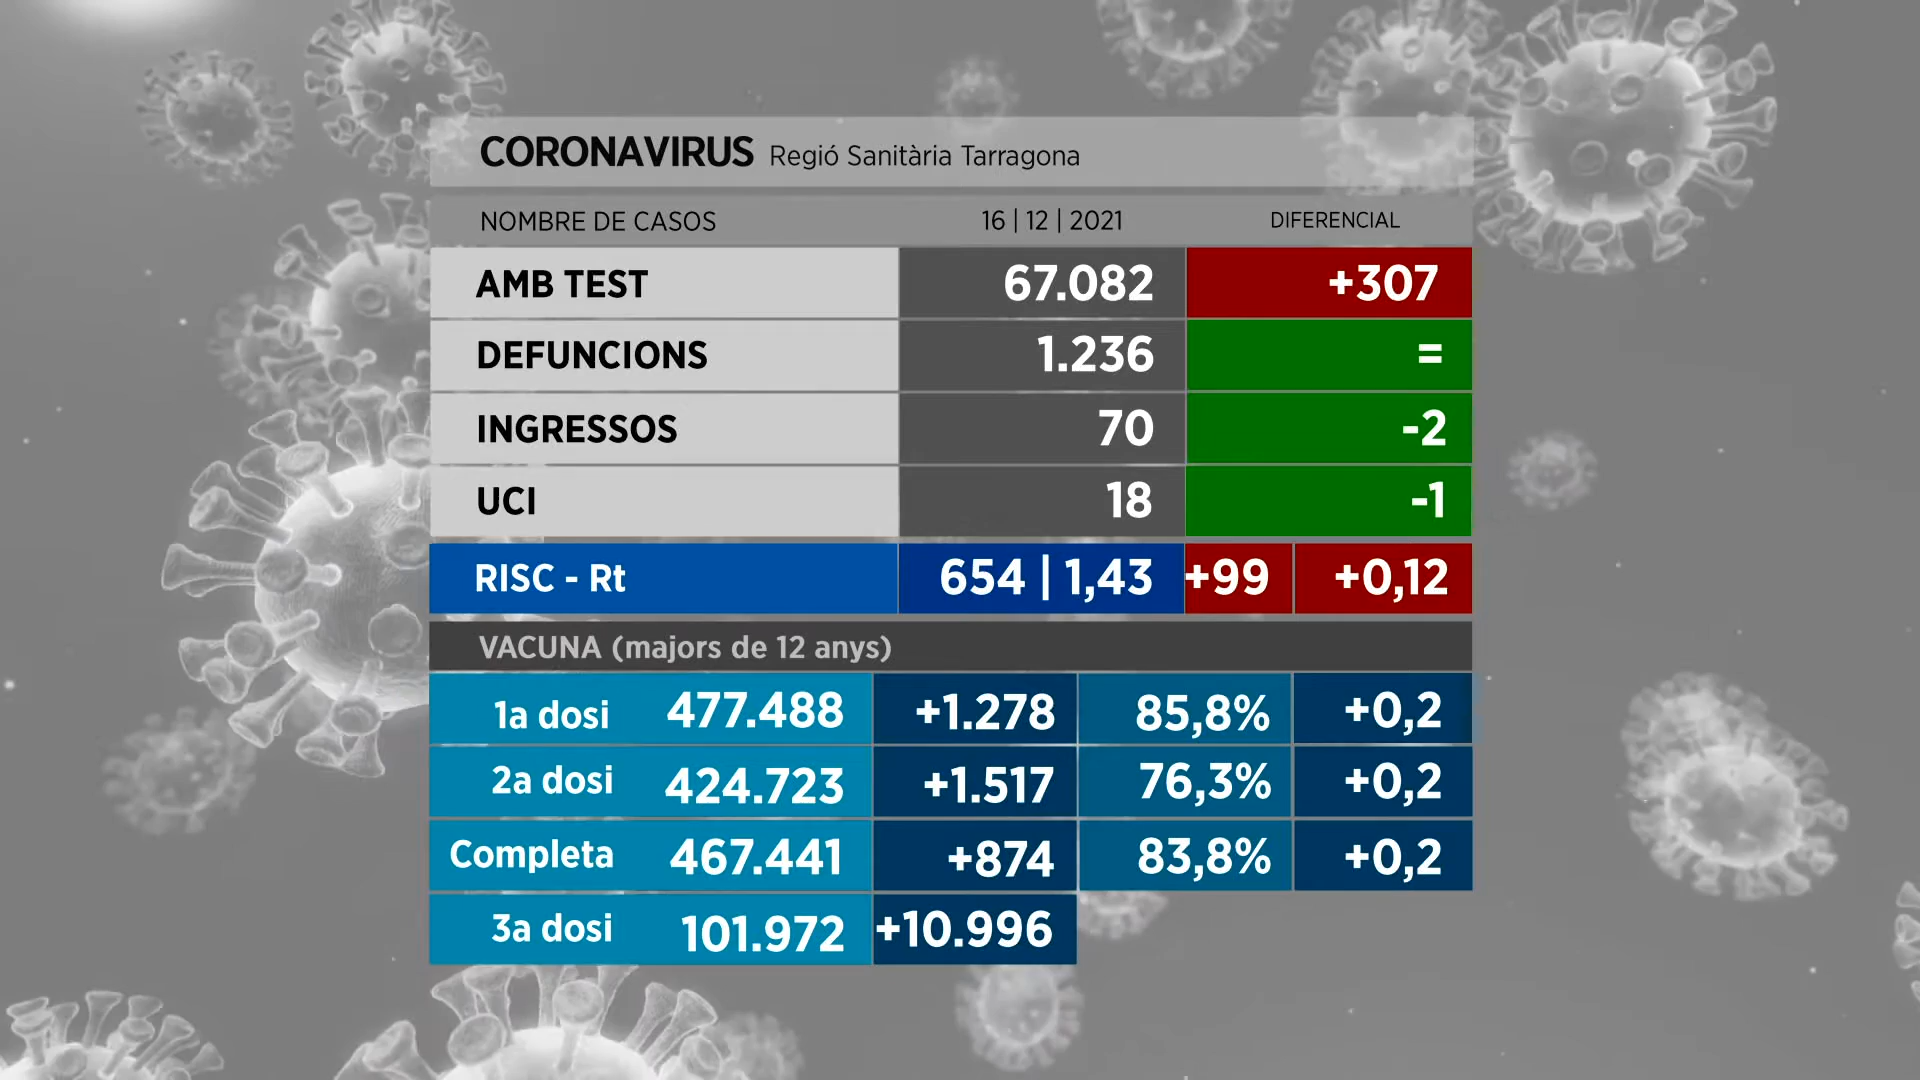 CORONAVIRUS Regió Sanitària Tarragona
NOMBRE DE CASOS 16 | 12 | 2021 DIFERENCIAL
AMB TEST 67.082 +307
DEFUNCIONS 1.236 =
INGRESSOS 70 -2
UCI 18 -1
RISC - Rt 654 | 1,43 +99 +0,12
VACUNA (majors de 12 anys)
1a dosi 477.488 +1.278 85,8% +0,2
2a dosi 424.723 +1.517 76,3% +0,2
Completa 467.441 +874 83,8% +0,2
3a dosi 101.972 +10.996